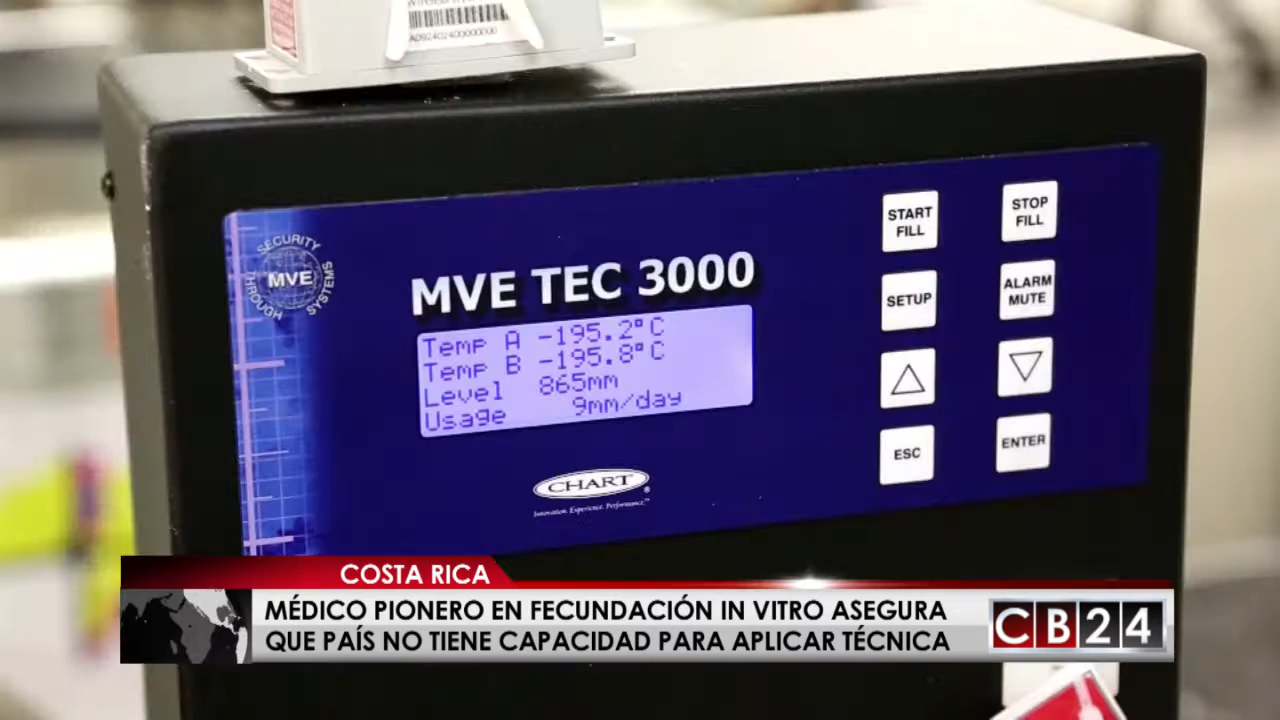 AD92402400000000
SECURITY
THROUGH
SYSTEMS
MVE
MVE TEC 3000
Temp A -195.2°C
Temp B -195.8°C
Level 865mm
Usage 9mm/day
START
FILL
STOP
FILL
SETUP
ALARM
MUTE
ESC
ENTER
CHART
Innovation. Experience. Performance.
COSTA RICA
MÉDICO PIONERO EN FECUNDACIÓN IN VITRO ASEGURA
QUE PAÍS NO TIENE CAPACIDAD PARA APLICAR TÉCNICA
CB24